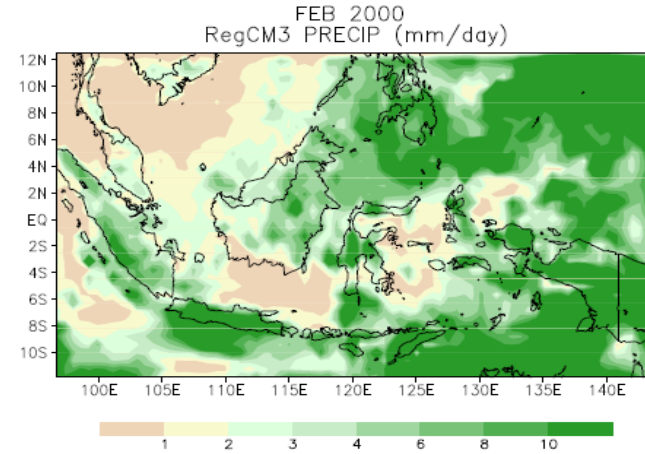 FEB 2000
RegCM3 PRECIP (mm/day)
12N
10N
8N
6N
4N
2N
EQ
2S
4S
6S
8S
10S
100E 105E 110E 115E 120E 125E 130E 135E 140E
1 2 3 4 6 8 10